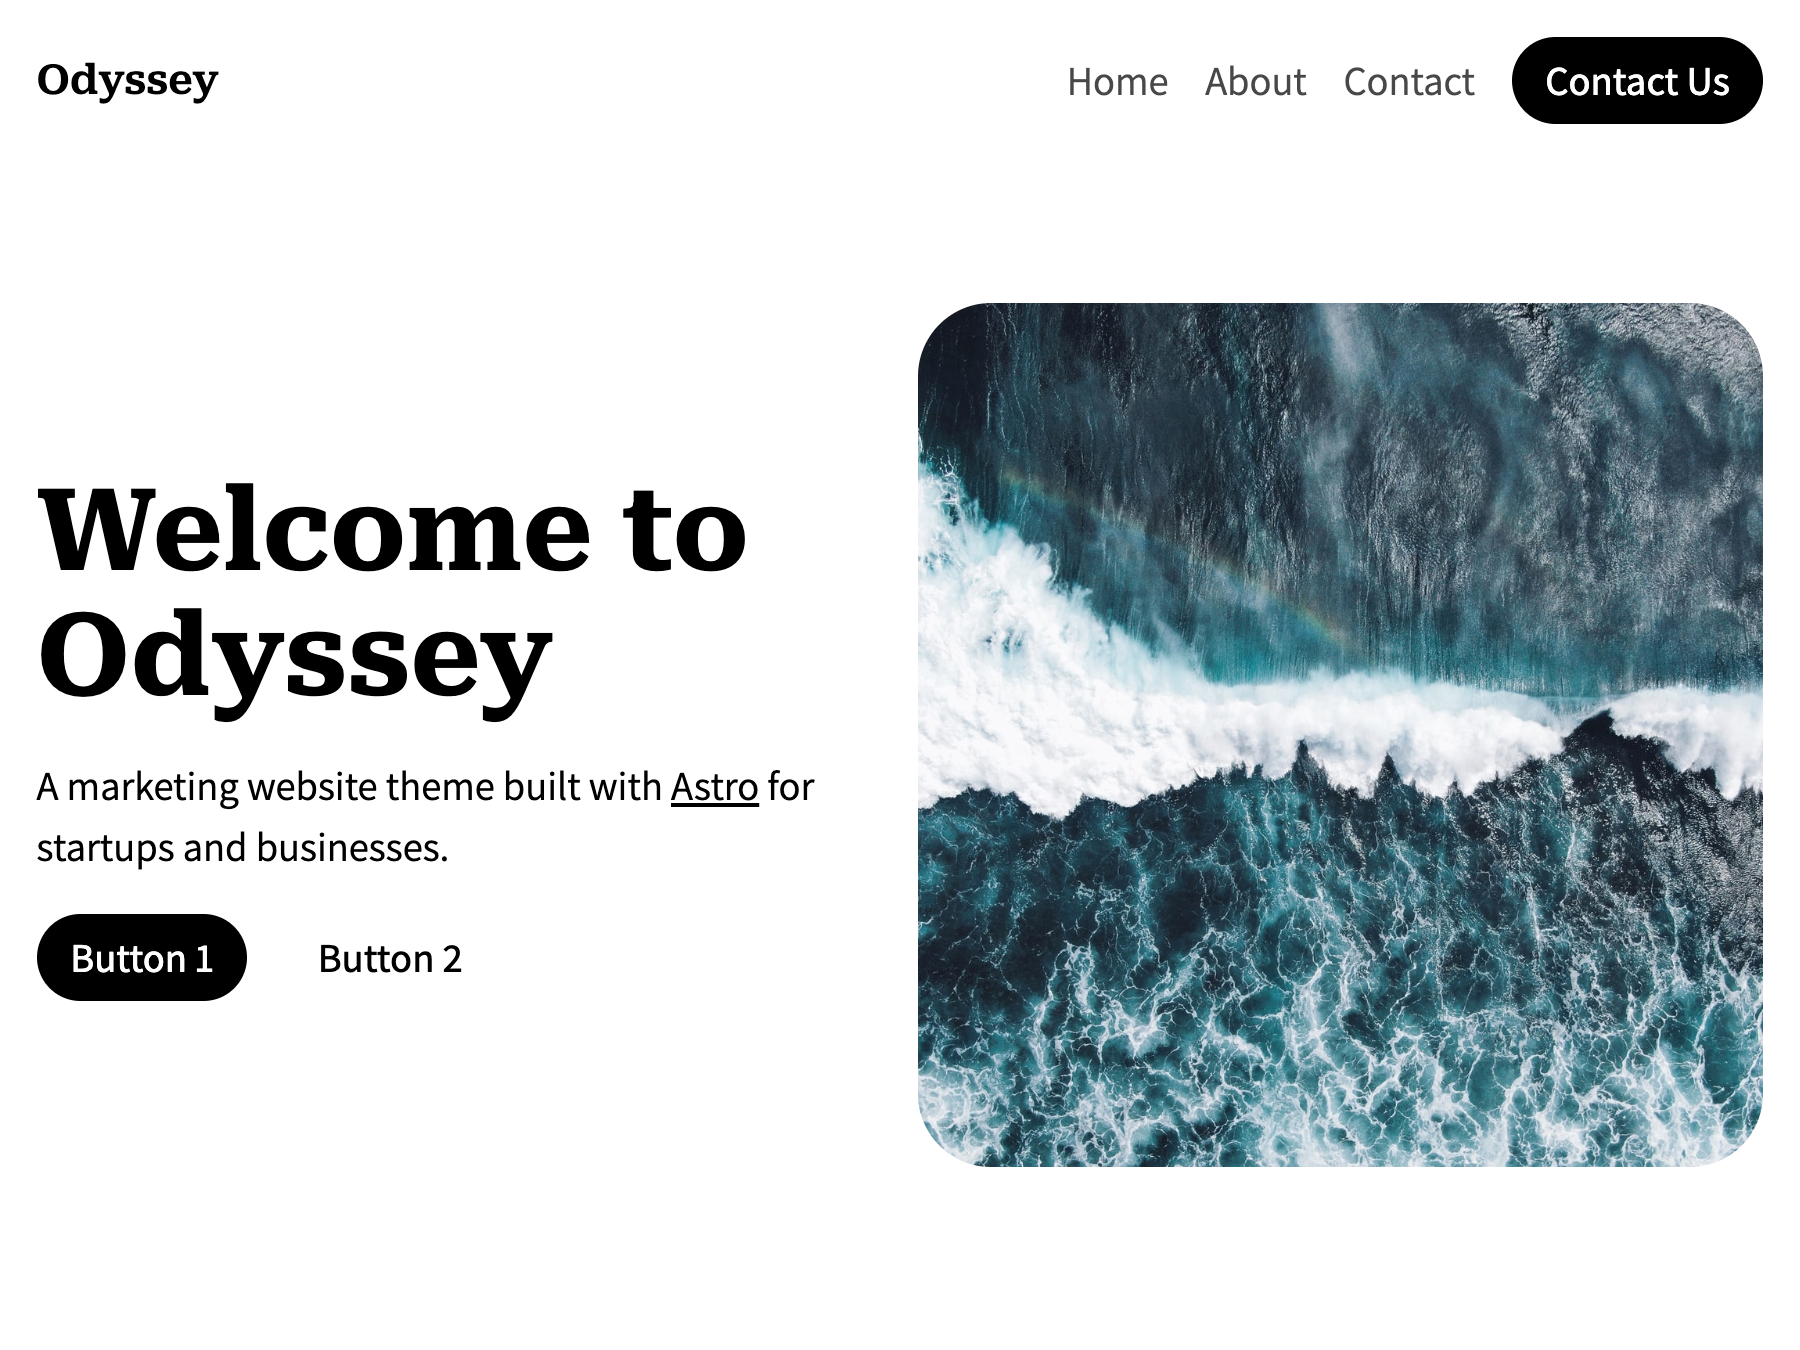 Odyssey
Home About Contact Contact Us
Welcome to
Odyssey
A marketing website theme built with Astro for
startups and businesses.
Button 1 Button 2